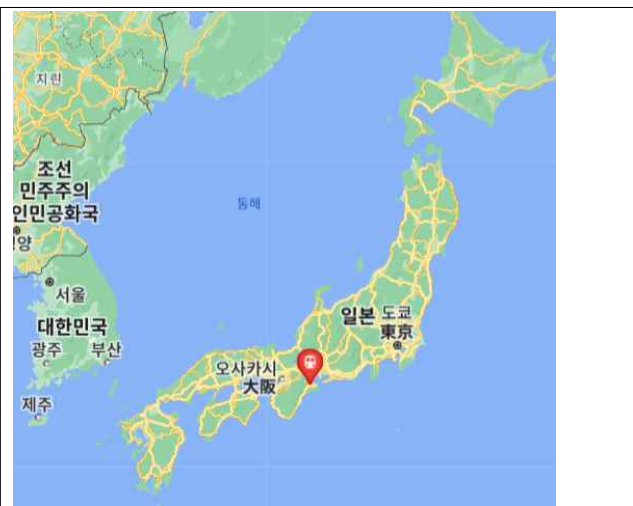 지린
조선
민주주의
인민공화국
양
동해
서울
대한민국
광주 부산
제주
일본 도쿄
東京
오사카시
大阪